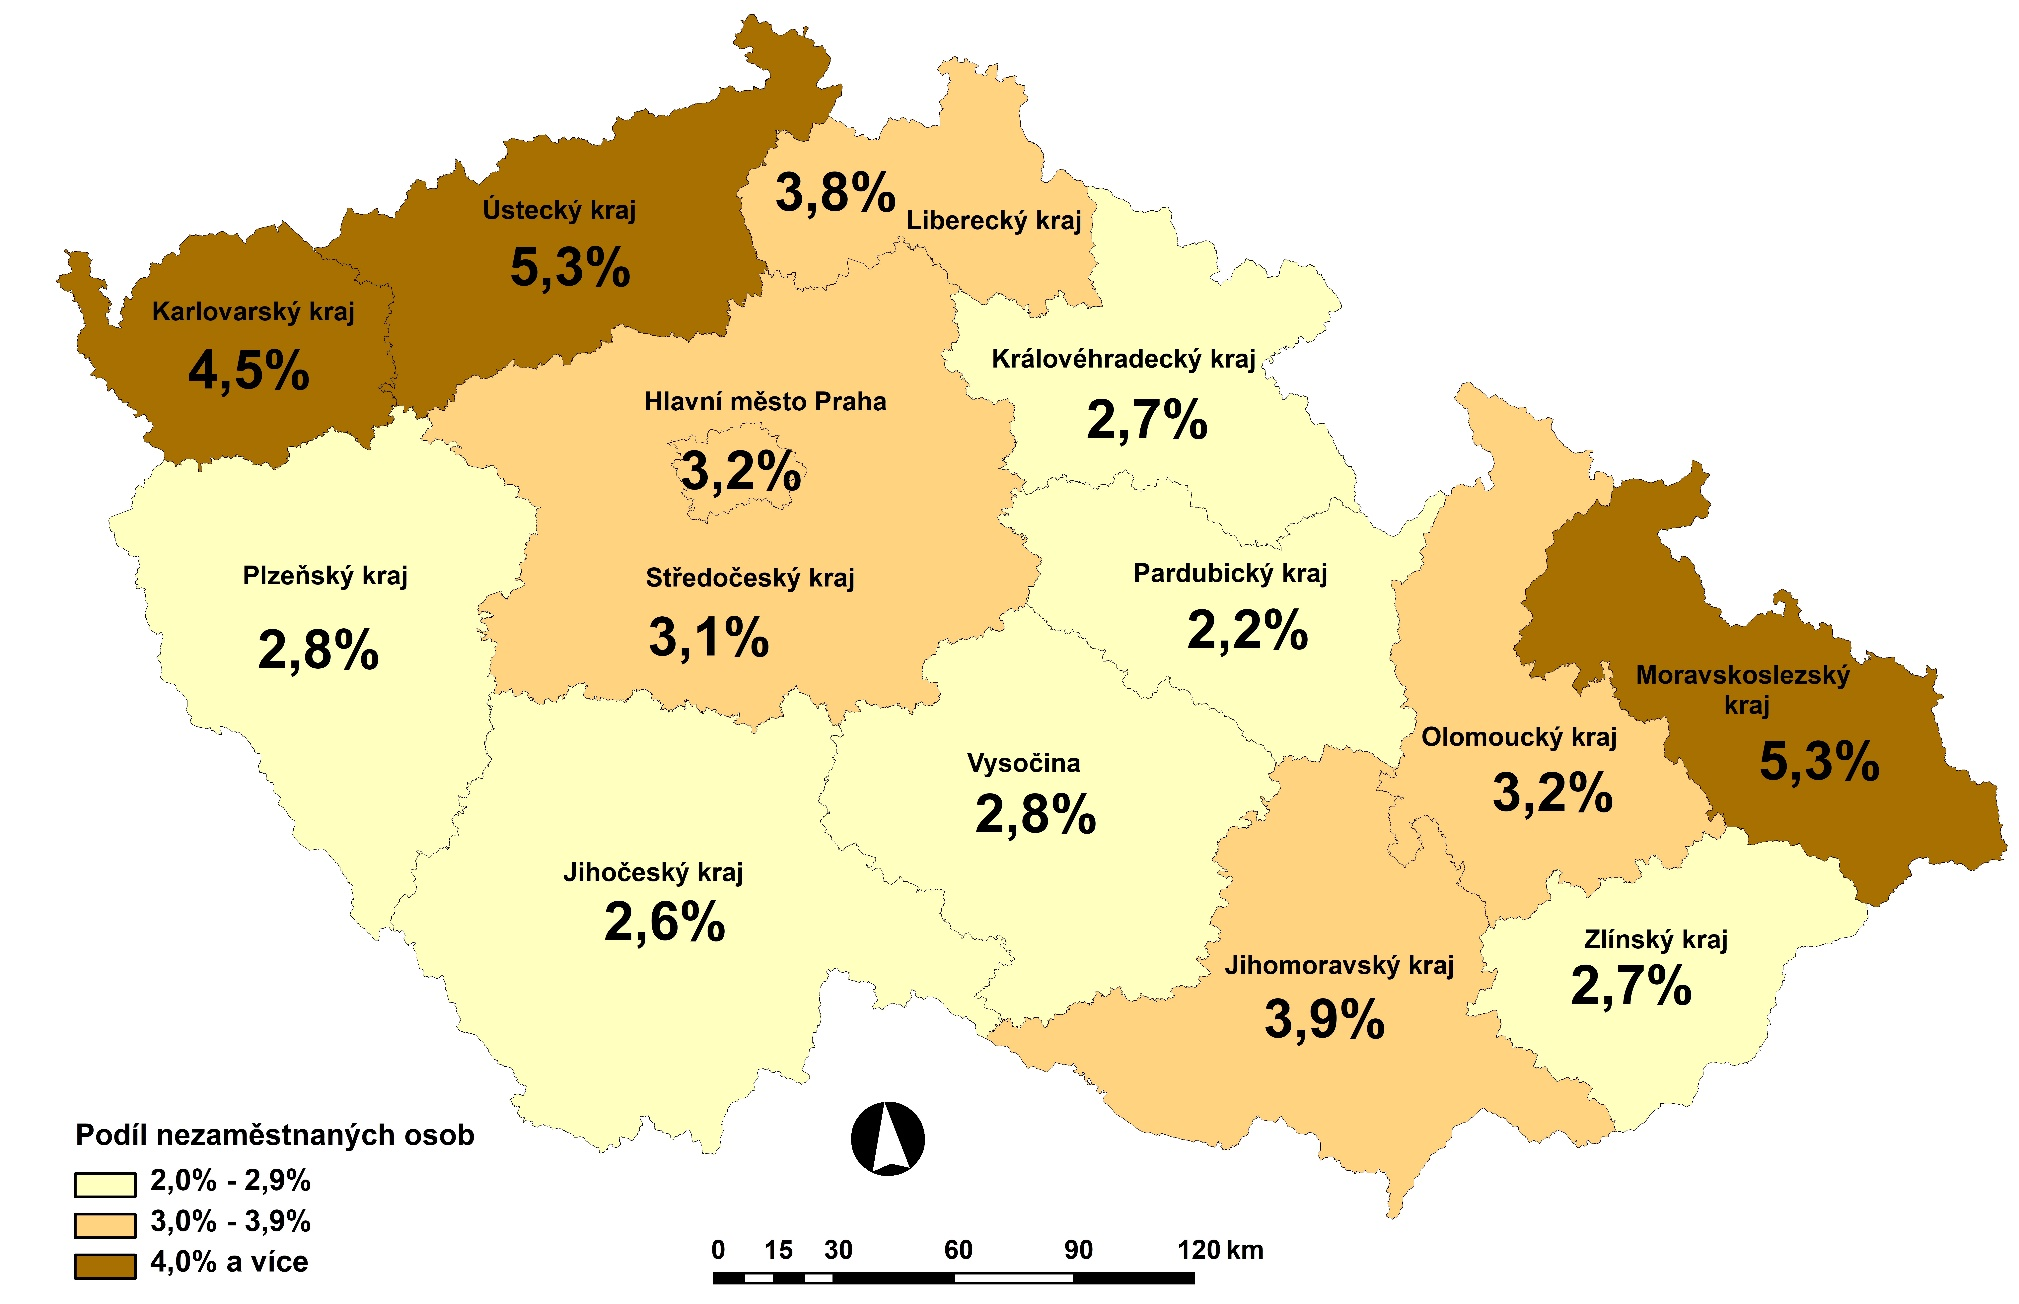 Ústecký kraj
5,3%
3,8%
Liberecký kraj
Karlovarský kraj
4,5%
Královéhradecký kraj
2,7%
Hlavní město Praha
3,2%
Plzeňský kraj
2,8%
Středočeský kraj
3,1%
Pardubický kraj
2,2%
Moravskoslezský
kraj
5,3%
Olomoucký kraj
3,2%
Vysočina
2,8%
Jihočeský kraj
2,6%
Zlínský kraj
2,7%
Jihomoravský kraj
3,9%
Podíl nezaměstnaných osob
2,0% - 2,9%
3,0% - 3,9%
4,0% a více
0 15 30 60 90 120 km